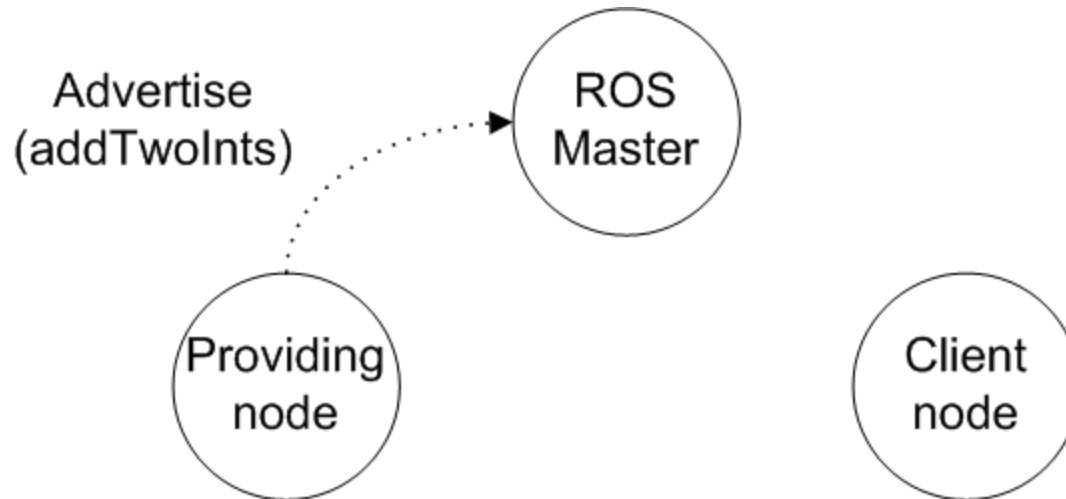 Advertise
(addTwoInts)
ROS
Master
Providing
node
Client
node